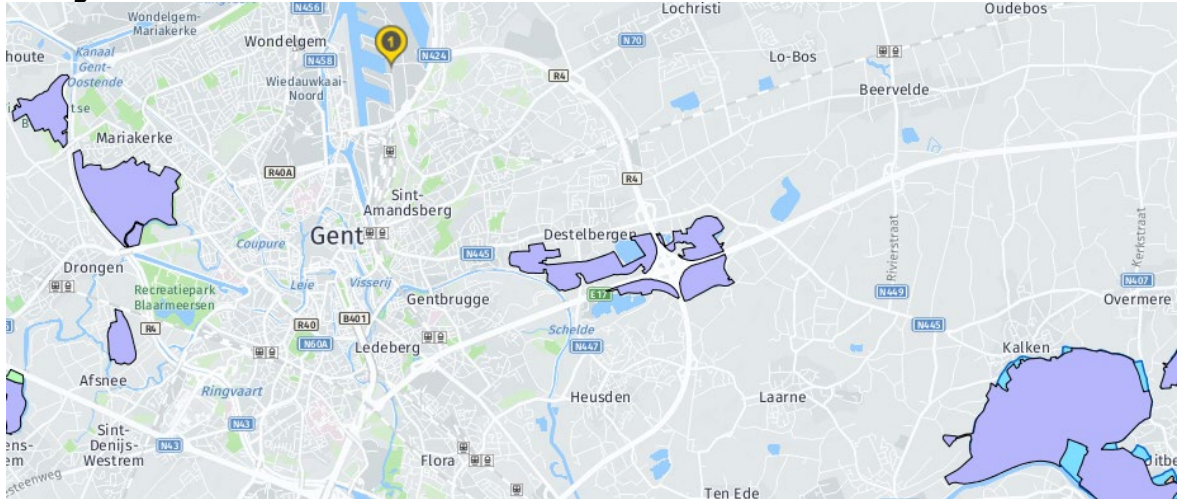 N456
Lochristi
Oudebos
Wondelgem-
Mariakerke
Wondelgem
1
N424
N70
Kanaal
Gent-
Oostende
N458
Lo-Bos
Wiedauwkaai-
Noord
R4
Beervelde
Mariakerke
R40A
R4
Sint-
Amandsberg
Gent
Destelbergen
Coupure
N445
Drongen
Leie
Visserij
Recreatiepark
Blaarmeersen
Gentbrugge
E17
Rivierstraat
Kerkstraat
N407
N449
Overmere
R4
R40
B401
Schelde
N445
N60A
Ledeberg
N447
Kalken
Afsnee
Ringvaart
Heusden
Laarne
N43
Sint-
Denijs-
Westrem
N43
Flora
Ten Ede